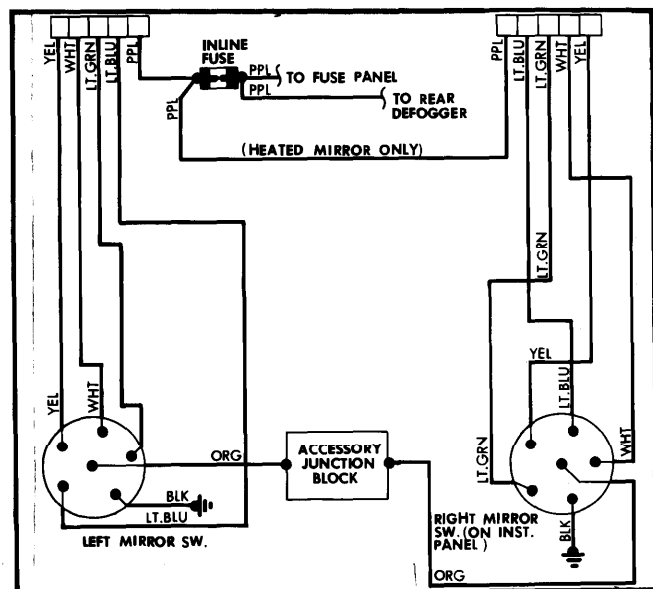 YEL
WHT
LT.GRN
LT.BLU
PPL
INLINE
FUSE
PPL
TO FUSE PANEL
PPL
TO REAR
DEFOGGER
PPL
(HEATED MIRROR ONLY)
PPL
LT.BLU
LT.GRN
WHT
YEL
LT.GRN
YEL
LT.BLU
YEL
WHT
ORG
ACCESSORY
JUNCTION
BLOCK
LT.GRN
WHT
BLK
LT.BLU
LEFT MIRROR SW.
RIGHT MIRROR
SW. (ON INST.
PANEL)
BLK
ORG